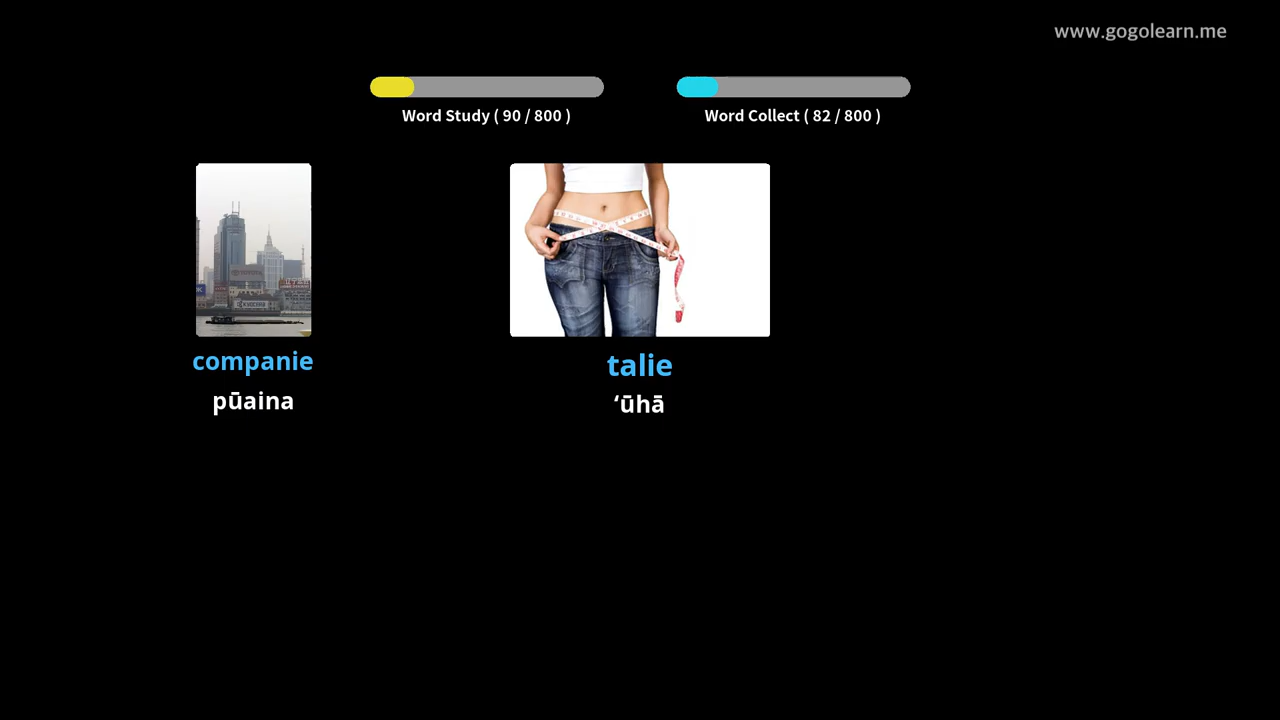 www.gogolearn.me
Word Study ( 90 / 800 )
Word Collect ( 82 / 800 )
companie
talie
pūaina
ʻūhā